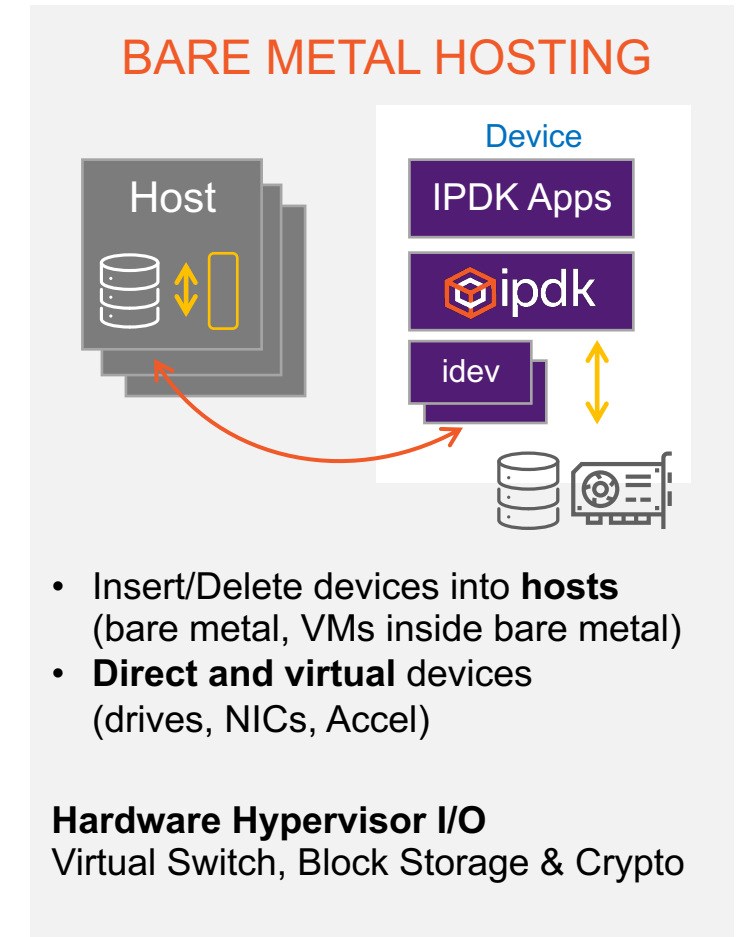 BARE METAL HOSTING
Device
Host
IPDK Apps
ipdk
idev
• Insert/Delete devices into hosts
(bare metal, VMs inside bare metal)
• Direct and virtual devices
(drives, NICs, Accel)
Hardware Hypervisor I/O
Virtual Switch, Block Storage & Crypto